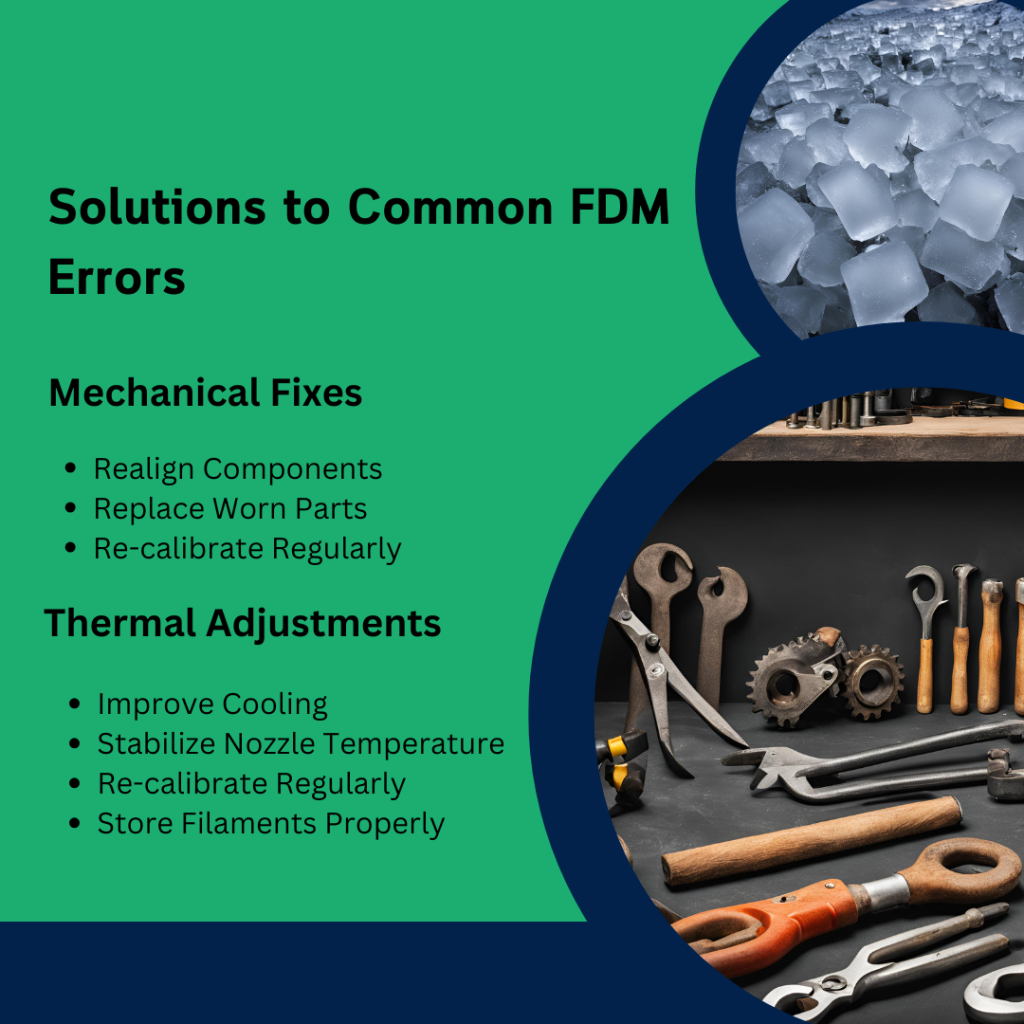 Solutions to Common FDM
Errors
Mechanical Fixes
• Realign Components
• Replace Worn Parts
• Re-calibrate Regularly
Thermal Adjustments
• Improve Cooling
• Stabilize Nozzle Temperature
• Re-calibrate Regularly
• Store Filaments Properly